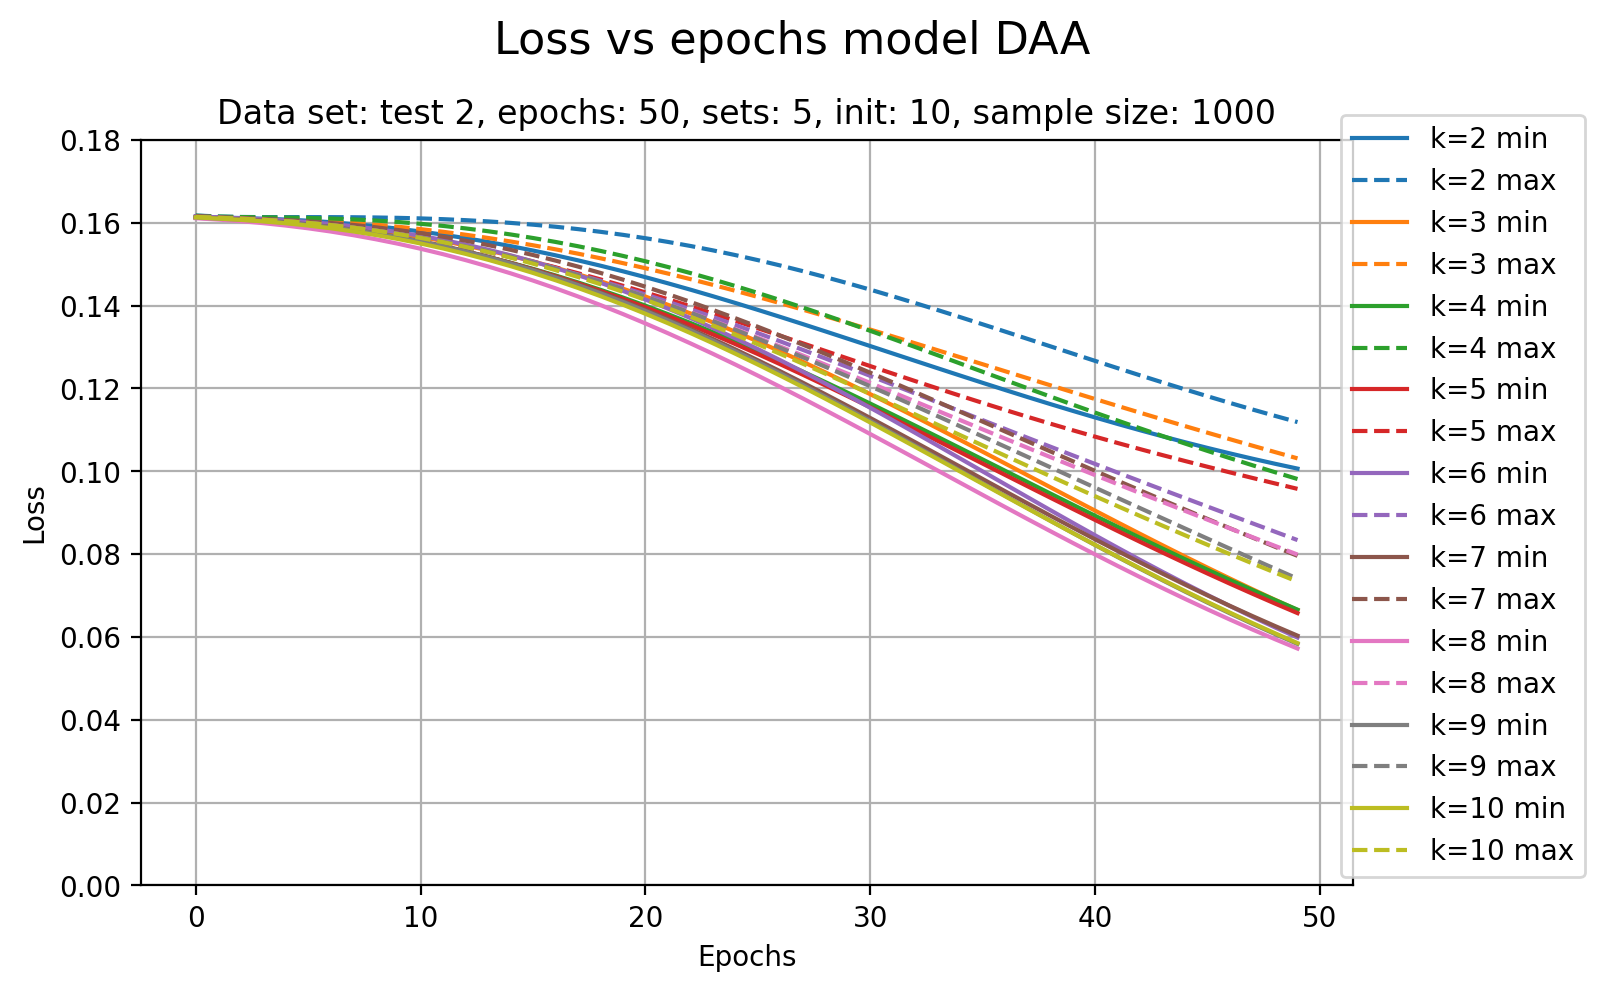 Loss vs epochs model DAA
Data set: test 2, epochs: 50, sets: 5, init: 10, sample size: 1000
0.18
0.16
0.14
0.12
0.10
0.08
0.06
0.04
0.02
0.00
Loss
0 10 20 30 40 50
Epochs
k=2 min
k=2 max
k=3 min
k=3 max
k=4 min
k=4 max
k=5 min
k=5 max
k=6 min
k=6 max
k=7 min
k=7 max
k=8 min
k=8 max
k=9 min
k=9 max
k=10 min
k=10 max